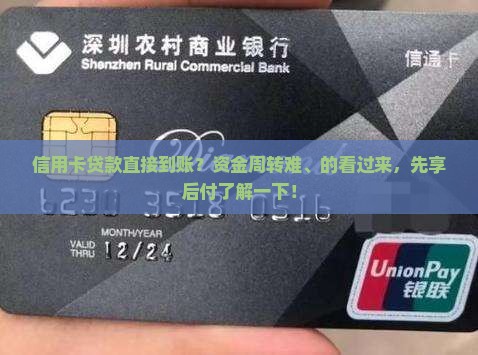 深圳农村商业银行
Shenzhen Rural Commercial Bank
信通卡
信用卡贷款直接到账？资金周转难、的看过来，先享
后付了解一下！
MONTH/YEAR
VALID
THRU
12/24
UnionPay
银联